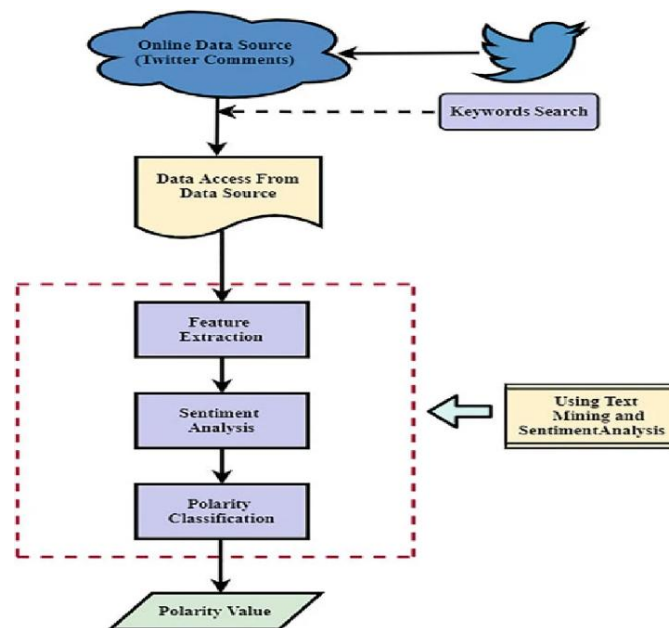 Online Data Source
(Twitter Comments)
Keywords Search
Data Access From
Data Source
Feature
Extraction
Sentiment
Analysis
Using Text
Mining and
SentimentAnalysis
Polarity
Classification
Polarity Value